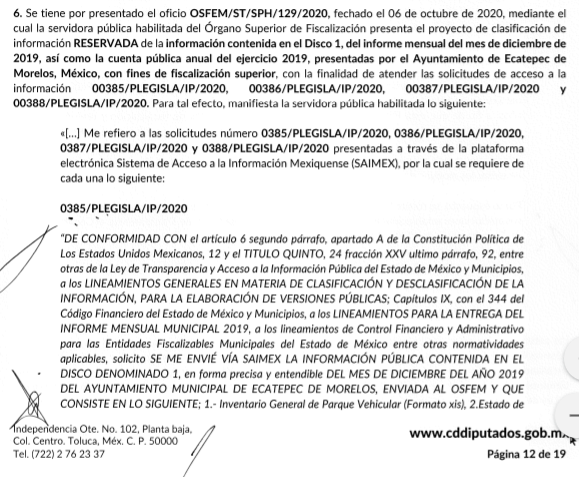 6. Se tiene por presentado el oficio OSFEM/ST/SPH/129/2020, fechado el 06 de octubre de 2020, mediante el
cual la servidora pública habilitada del Órgano Superior de Fiscalización presenta el proyecto de clasificación de
información RESERVADA de la información contenida en el Disco 1, del informe mensual del mes de diciembre de
2019, así como la cuenta pública anual del ejercicio 2019, presentadas por el Ayuntamiento de Ecatepec de
Morelos, México, con fines de fiscalización superior, con la finalidad de atender las solicitudes de acceso a la
información 00385/PLEGISLA/IP/2020, 00386/PLEGISLA/IP/2020, 00387/PLEGISLA/IP/2020 y
00388/PLEGISLA/IP/2020. Para tal efecto, manifiesta la servidora pública habilitada lo siguiente:
«[...] Me refiero a las solicitudes número 0385/PLEGISLA/IP/2020, 0386/PLEGISLA/IP/2020,
0387/PLEGISLA/IP/2020 y 0388/PLEGISLA/IP/2020 presentadas a través de la plataforma
electrónica Sistema de Acceso a la Información Mexiquense (SAIMEX), por la cual se requiere de
cada una lo siguiente:
0385/PLEGISLA/IP/2020
"DE CONFORMIDAD CON el artículo 6 segundo párrafo, apartado A de la Constitución Política de
Los Estados Unidos Mexicanos, 12 y el TITULO QUINTO, 24 fracción XXV ultimo párrafo, 92, entre
otras de la Ley de Transparencia y Acceso a la Información Pública del Estado de México y Municipios,
a los LINEAMIENTOS GENERALES EN MATERIA DE CLASIFICACIÓN Y DESCLASIFICACIÓN DE LA
INFORMACIÓN, PARA LA ELABORACIÓN DE VERSIONES PÚBLICAS; Capítulos IX, con el 344 del
Código Financiero del Estado de México y Municipios, a los LINEAMIENTOS PARA LA ENTREGA DEL
INFORME MENSUAL MUNICIPAL 2019, a los lineamientos de Control Financiero y Administrativo
para las Entidades Fiscalizables Municipales del Estado de México entre otras normatividades
aplicables, solicito SE ME ENVIÉ VÍA SAIMEX LA INFORMACIÓN PÚBLICA CONTENIDA EN EL
DISCO DENOMINADO 1, en forma precisa y entendible DEL MES DE DICIEMBRE DEL AÑO 2019
DEL AYUNTAMIENTO MUNICIPAL DE ECATEPEC DE MORELOS, ENVIADA AL OSFEM Y QUE
CONSISTE EN LO SIGUIENTE; 1.- Inventario General de Parque Vehicular (Formato xis), 2.Estado de
Independencia Ote. No. 102, Planta baja,
Col. Centro. Toluca, Méx. C. P. 50000
Tel. (722) 2 76 23 37
www.cddiputados.gob.m
Página 12 de 19